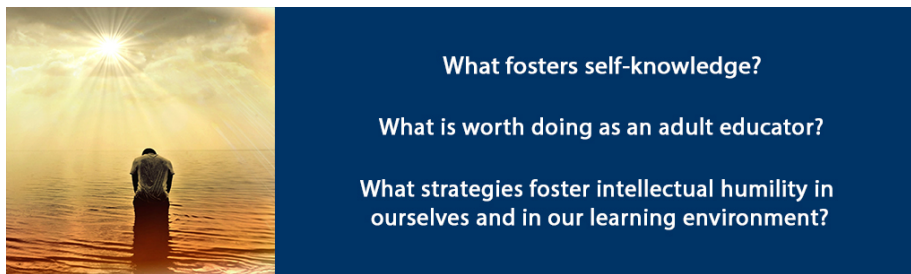 What fosters self-knowledge?
What is worth doing as an adult educator?
What strategies foster intellectual humility in
ourselves and in our learning environment?